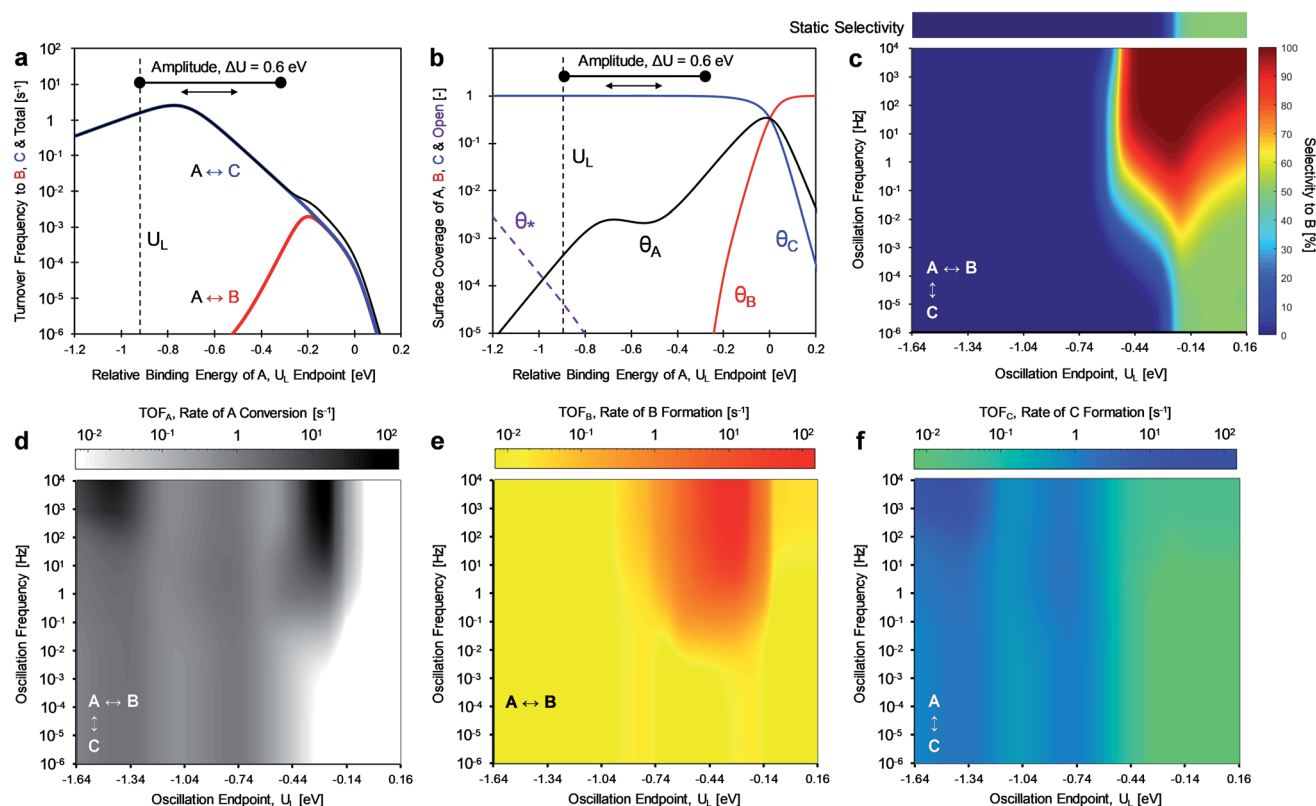 a
Turnover Frequency to B, C & Total [s⁻¹]
10²
10¹
1
10⁻¹
10⁻²
10⁻³
10⁻⁴
10⁻⁵
10⁻⁶
Amplitude, ΔU = 0.6 eV
A ↔ C
U_L
A ↔ B
-1.2 -1 -0.8 -0.6 -0.4 -0.2 0 0.2
Relative Binding Energy of A, U_L Endpoint [eV]
b
Surface Coverage of A, B, C & Open [-]
1
10⁻¹
10⁻²
10⁻³
10⁻⁴
10⁻⁵
Amplitude, ΔU = 0.6 eV
U_L
θ*
θ_A
θ_C
θ_B
-1.2 -1 -0.8 -0.6 -0.4 -0.2 0 0.2
Relative Binding Energy of A, U_L Endpoint [eV]
Static Selectivity
c
Oscillation Frequency [Hz]
10⁴
10³
10²
10¹
1
10⁻¹
10⁻²
10⁻³
10⁻⁴
10⁻⁵
10⁻⁶
A ↔ B
↕
C
-1.64 -1.34 -1.04 -0.74 -0.44 -0.14 0.16
Oscillation Endpoint, U_L [eV]
100
90
80
70
60
50
40
30
20
10
0
Selectivity to B [%]
TOF_A, Rate of A Conversion [s⁻¹]
10⁻² 10⁻¹ 1 10¹ 10²
d
Oscillation Frequency [Hz]
10⁴
10³
10²
10¹
1
10⁻¹
10⁻²
10⁻³
10⁻⁴
10⁻⁵
10⁻⁶
A ↔ B
↕
C
-1.64 -1.34 -1.04 -0.74 -0.44 -0.14 0.16
Oscillation Endpoint, U_L [eV]
TOF_B, Rate of B Formation [s⁻¹]
10⁻² 10⁻¹ 1 10¹ 10²
e
Oscillation Frequency [Hz]
10⁴
10³
10²
10¹
1
10⁻¹
10⁻²
10⁻³
10⁻⁴
10⁻⁵
10⁻⁶
A ↔ B
-1.64 -1.34 -1.04 -0.74 -0.44 -0.14 0.16
Oscillation Endpoint, U_L [eV]
TOF_C, Rate of C Formation [s⁻¹]
10⁻² 10⁻¹ 1 10¹ 10²
f
Oscillation Frequency [Hz]
10⁴
10³
10²
10¹
1
10⁻¹
10⁻²
10⁻³
10⁻⁴
10⁻⁵
10⁻⁶
A
↕
C
-1.64 -1.34 -1.04 -0.74 -0.44 -0.14 0.16
Oscillation Endpoint, U_L [eV]